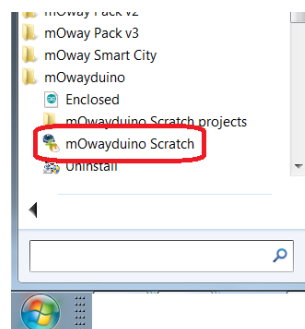 mOway Pack v2
mOway Pack v3
mOway Smart City
mOwayduino
Enclosed
mOwayduino Scratch projects
mOwayduino Scratch
Uninstall